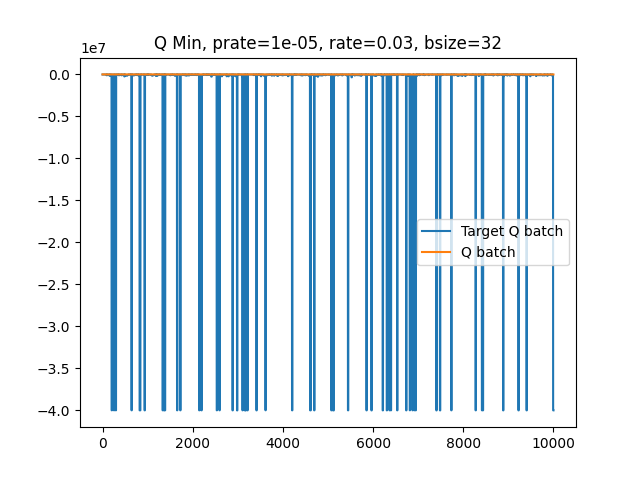 Q Min, prate=1e-05, rate=0.03, bsize=32
1e7
0.0
−0.5
−1.0
−1.5
−2.0
−2.5
−3.0
−3.5
−4.0
Target Q batch
Q batch
0 2000 4000 6000 8000 10000